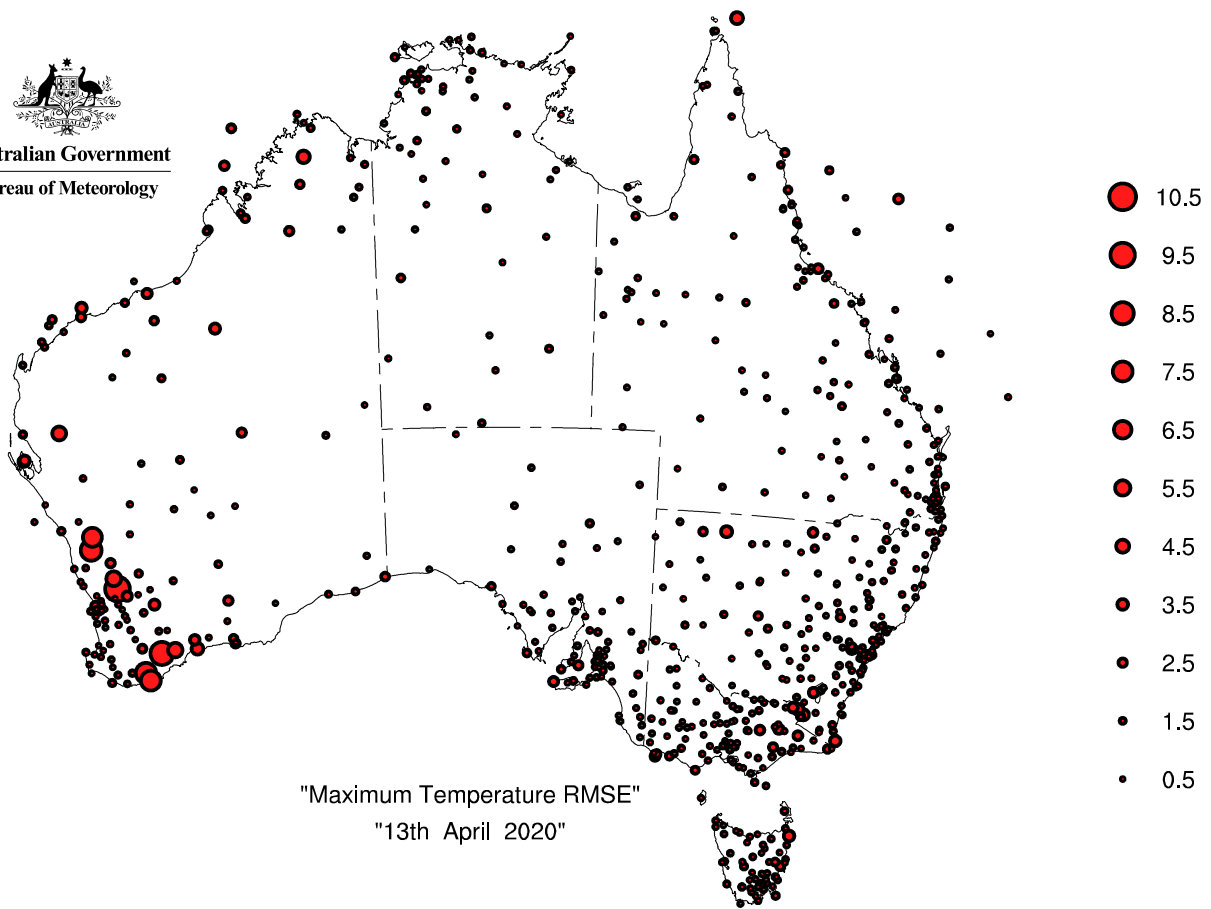 AUSTRALIA
tralian Government
reau of Meteorology
10.5
9.5
8.5
7.5
6.5
5.5
4.5
3.5
2.5
1.5
0.5
"Maximum Temperature RMSE"
"13th April 2020"